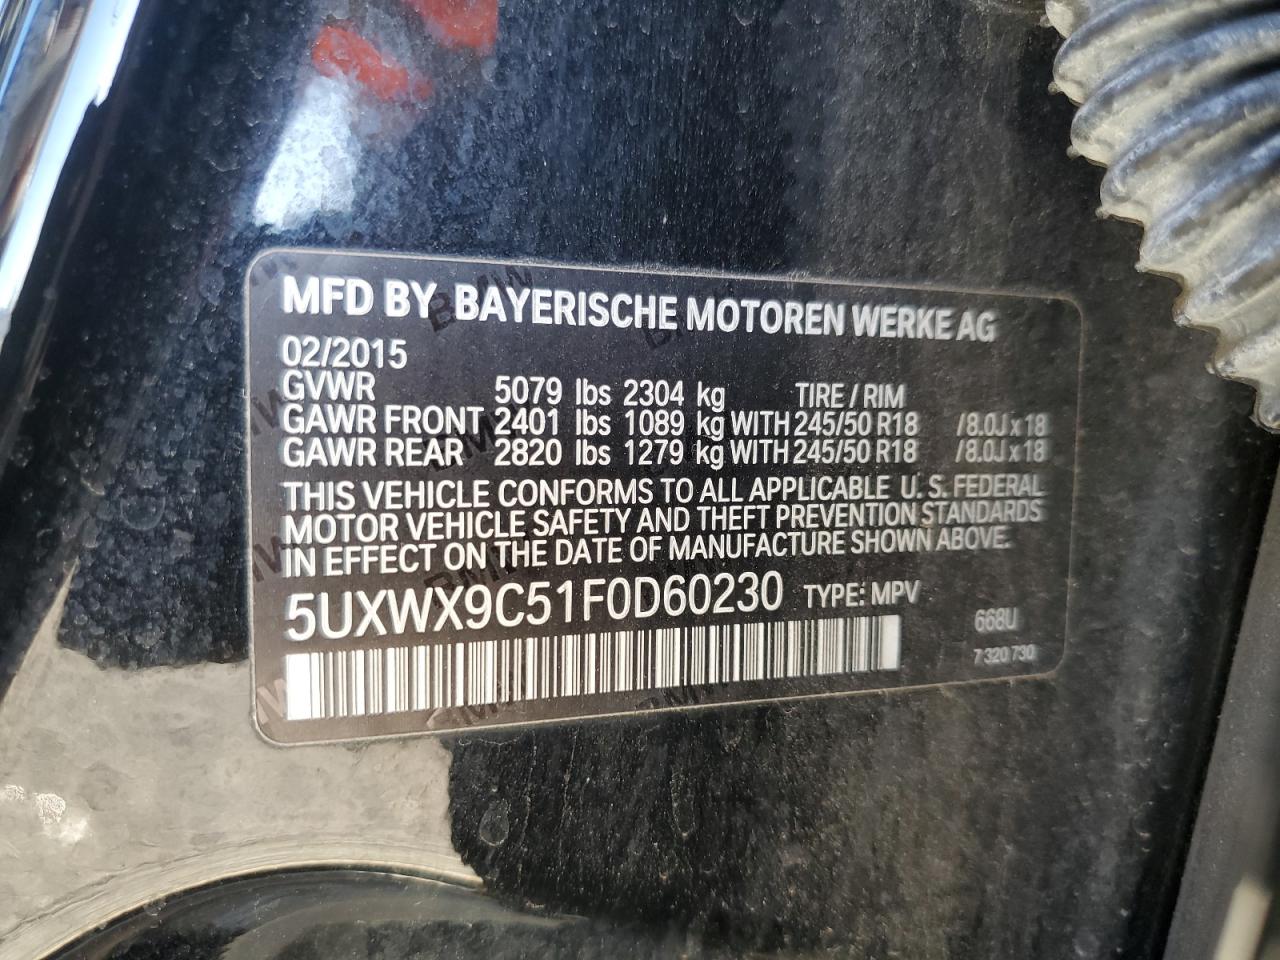 MFD BY BAYERISCHE MOTOREN WERKE AG
02/2015
GVWR 5079 lbs 2304 kg TIRE / RIM
GAWR FRONT 2401 lbs 1089 kg WITH 245/50 R18 /8.0J x 18
GAWR REAR 2820 lbs 1279 kg WITH 245/50 R18 /8.0J x 18
THIS VEHICLE CONFORMS TO ALL APPLICABLE U.S. FEDERAL
MOTOR VEHICLE SAFETY AND THEFT PREVENTION STANDARDS
IN EFFECT ON THE DATE OF MANUFACTURE SHOWN ABOVE.
5UXWX9C51F0D60230 TYPE: MPV
668U
7 320 730